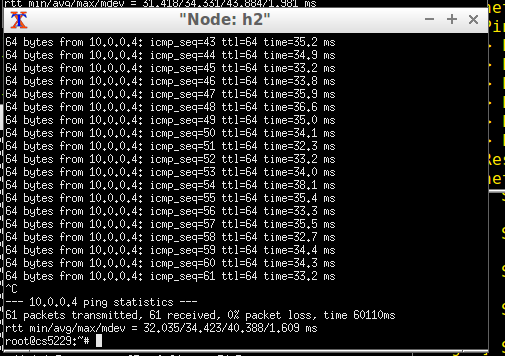 rtt min/avg/max/mdev = 31.418/34.331/43.884/1.981 ms
"Node: h2"
64 bytes from 10.0.0.4: icmp_seq=43 ttl=64 time=35.2 ms
64 bytes from 10.0.0.4: icmp_seq=44 ttl=64 time=34.9 ms
64 bytes from 10.0.0.4: icmp_seq=45 ttl=64 time=33.2 ms
64 bytes from 10.0.0.4: icmp_seq=46 ttl=64 time=33.8 ms
64 bytes from 10.0.0.4: icmp_seq=47 ttl=64 time=35.9 ms
64 bytes from 10.0.0.4: icmp_seq=48 ttl=64 time=36.6 ms
64 bytes from 10.0.0.4: icmp_seq=49 ttl=64 time=35.0 ms
64 bytes from 10.0.0.4: icmp_seq=50 ttl=64 time=34.1 ms
64 bytes from 10.0.0.4: icmp_seq=51 ttl=64 time=32.3 ms
64 bytes from 10.0.0.4: icmp_seq=52 ttl=64 time=33.2 ms
64 bytes from 10.0.0.4: icmp_seq=53 ttl=64 time=34.0 ms
64 bytes from 10.0.0.4: icmp_seq=54 ttl=64 time=38.1 ms
64 bytes from 10.0.0.4: icmp_seq=55 ttl=64 time=35.4 ms
64 bytes from 10.0.0.4: icmp_seq=56 ttl=64 time=33.3 ms
64 bytes from 10.0.0.4: icmp_seq=57 ttl=64 time=35.5 ms
64 bytes from 10.0.0.4: icmp_seq=58 ttl=64 time=32.7 ms
64 bytes from 10.0.0.4: icmp_seq=59 ttl=64 time=34.4 ms
64 bytes from 10.0.0.4: icmp_seq=60 ttl=64 time=34.3 ms
64 bytes from 10.0.0.4: icmp_seq=61 ttl=64 time=33.2 ms
^C
--- 10.0.0.4 ping statistics ---
61 packets transmitted, 61 received, 0% packet loss, time 60110ms
rtt min/avg/max/mdev = 32.035/34.423/40.388/1.609 ms
root@cs5229:~#